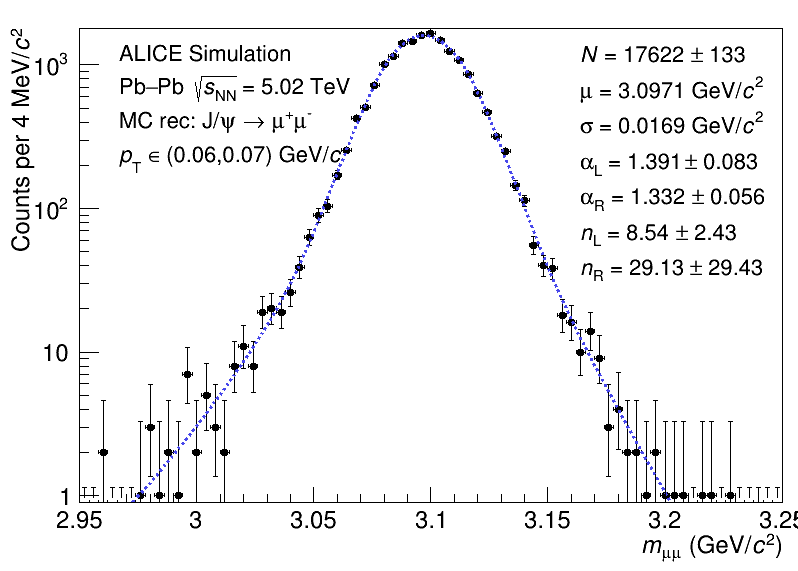 Counts per 4 MeV/c²
10³
10²
10
1
ALICE Simulation
Pb–Pb √sNN = 5.02 TeV
MC rec: J/ψ → μ⁺μ⁻
pT ∈ (0.06,0.07) GeV/c
N = 17622 ± 133
μ = 3.0971 GeV/c²
σ = 0.0169 GeV/c²
αL = 1.391 ± 0.083
αR = 1.332 ± 0.056
nL = 8.54 ± 2.43
nR = 29.13 ± 29.43
2.95 3 3.05 3.1 3.15 3.2 3.25
mμμ (GeV/c²)